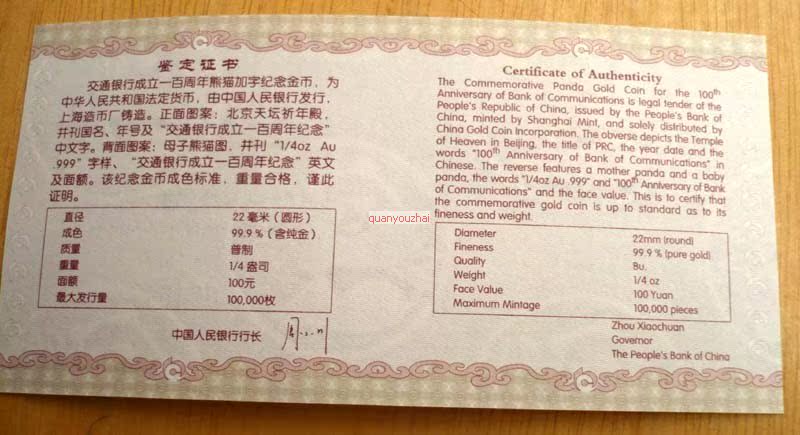 鉴定证书
交通银行成立一百周年熊猫加字纪念金币，为
中华人民共和国法定货币，由中国人民银行发行，
上海造币厂铸造。正面图案：北京天坛祈年殿，
并刊国名、年号及“交通银行成立一百周年纪念”
中文字。背面图案：母子熊猫图，并刊“1/4oz Au
.999”字样、“交通银行成立一百周年纪念”英文
及面额。该纪念金币成色标准，重量合格，谨此
证明。
直径 22毫米（圆形）
成色 99.9％（含纯金）
质量 普制
重量 1/4盎司
面额 100元
最大发行量 100,000枚
中国人民银行行长
Certificate of Authenticity
The Commemorative Panda Gold Coin for the 100th
Anniversary of Bank of Communications is legal tender of the
People's Republic of China, issued by the People's Bank of
China, minted by Shanghai Mint, and solely distributed by
China Gold Coin Incorporation. The obverse depicts the Temple
of Heaven in Beijing, the title of PRC, the year date and the
words "100th Anniversary of Bank of Communications" in
Chinese. The reverse features a mother panda and a baby
panda, the words "1/4oz Au .999" and "100th Anniversary of Bank
of Communications" and the face value. This is to certify that
the commemorative gold coin is up to standard as to its
fineness and weight.
Diameter 22mm (round)
Fineness 99.9 % (pure gold)
Quality Bu.
Weight 1/4 oz
Face Value 100 Yuan
Maximum Mintage 100,000 pieces
Zhou Xiaochuan
Governor
The People's Bank of China
quanyouzhai